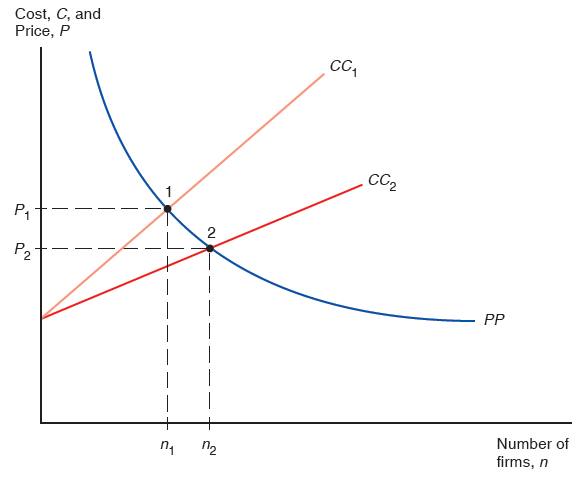 Cost, C, and
Price, P
CC₁
CC₂
1
P₁
2
P₂
PP
n₁
n₂
Number of
firms, n